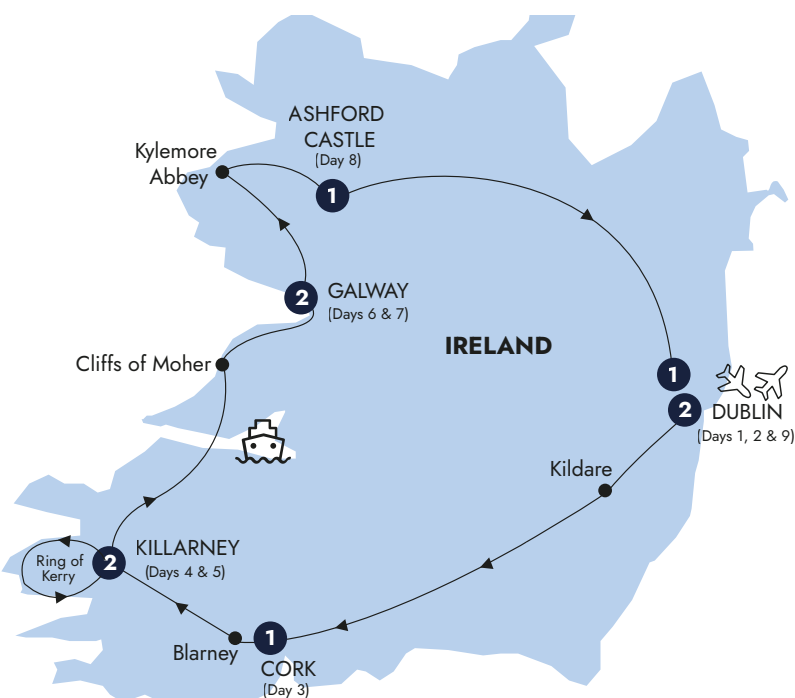 ASHFORD
CASTLE
(Day 8)
1
Kylemore
Abbey
2
GALWAY
(Days 6 & 7)
IRELAND
Cliffs of Moher
1
2
DUBLIN
(Days 1, 2 & 9)
Kildare
Ring of
Kerry
2
KILLARNEY
(Days 4 & 5)
Blarney
1
CORK
(Day 3)